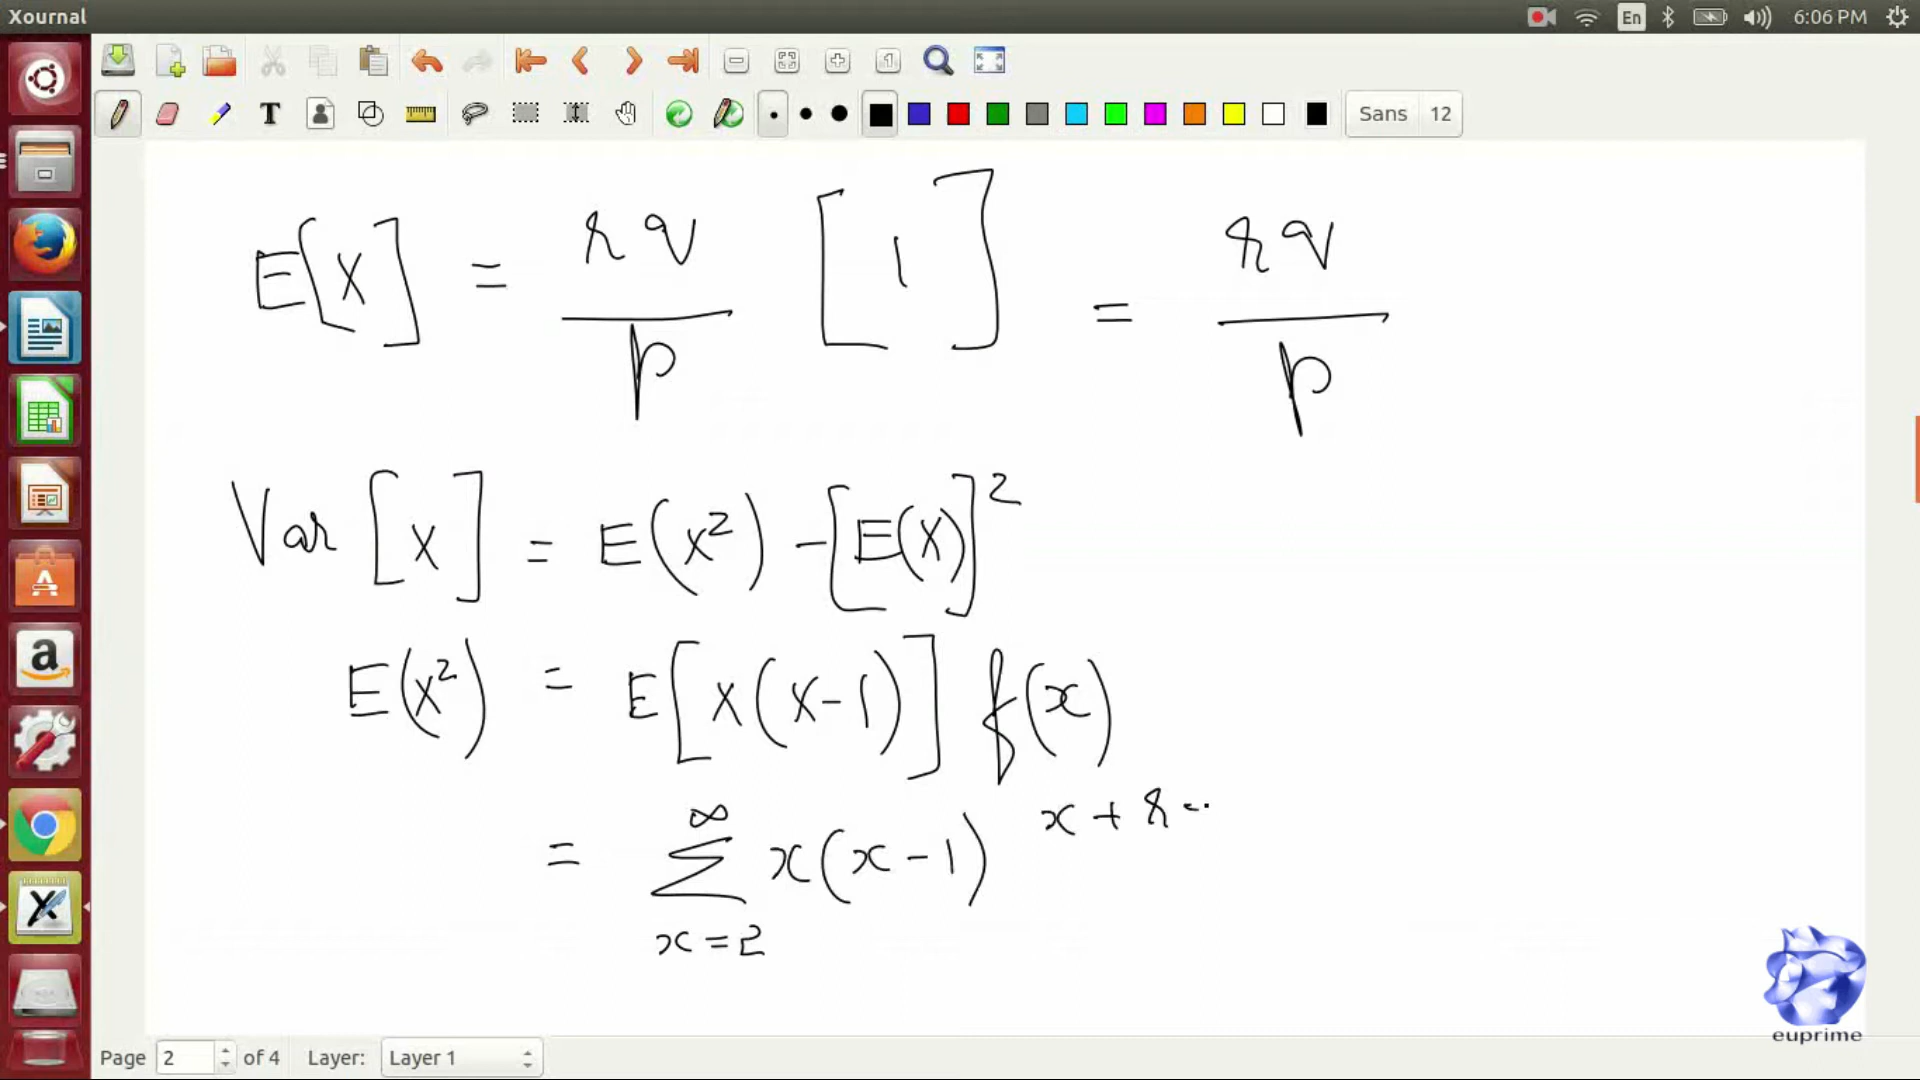 Xournal
En
6:06 PM
T
Sans 12
E[X] = rq/p [1] = rq/p
Var[X] = E(X²) - [E(X)]²
E(X²) = E[X(X-1)] f(x)
= ∑_{x=2}^{∞} x(x-1) x+r-
euprime
Page 2 of 4 Layer: Layer 1